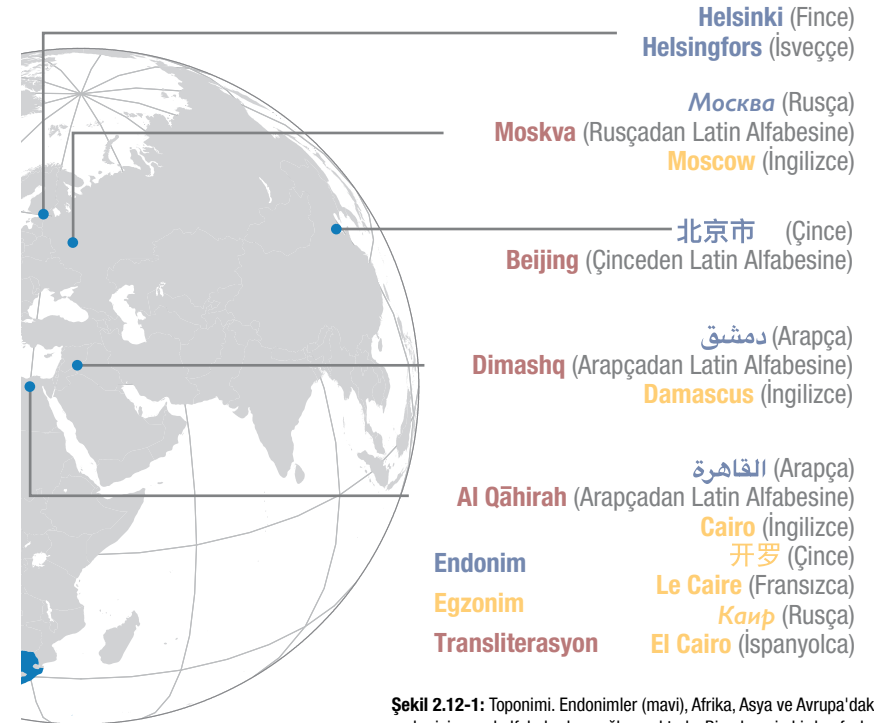 Helsinki (Fince)
Helsingfors (İsveççe)
Москва (Rusça)
Moskva (Rusçadan Latin Alfabesine)
Moscow (İngilizce)
北京市 (Çince)
Beijing (Çinceden Latin Alfabesine)
دمشق (Arapça)
Dimashq (Arapçadan Latin Alfabesine)
Damascus (İngilizce)
القاهرة (Arapça)
Al Qāhirah (Arapçadan Latin Alfabesine)
Cairo (İngilizce)
开罗 (Çince)
Le Caire (Fransızca)
Каир (Rusça)
El Cairo (İspanyolca)
Endonim
Egzonim
Transliterasyon
Şekil 2.12-1: Toponimi. Endonimler (mavi), Afrika, Asya ve Avrupa'dak